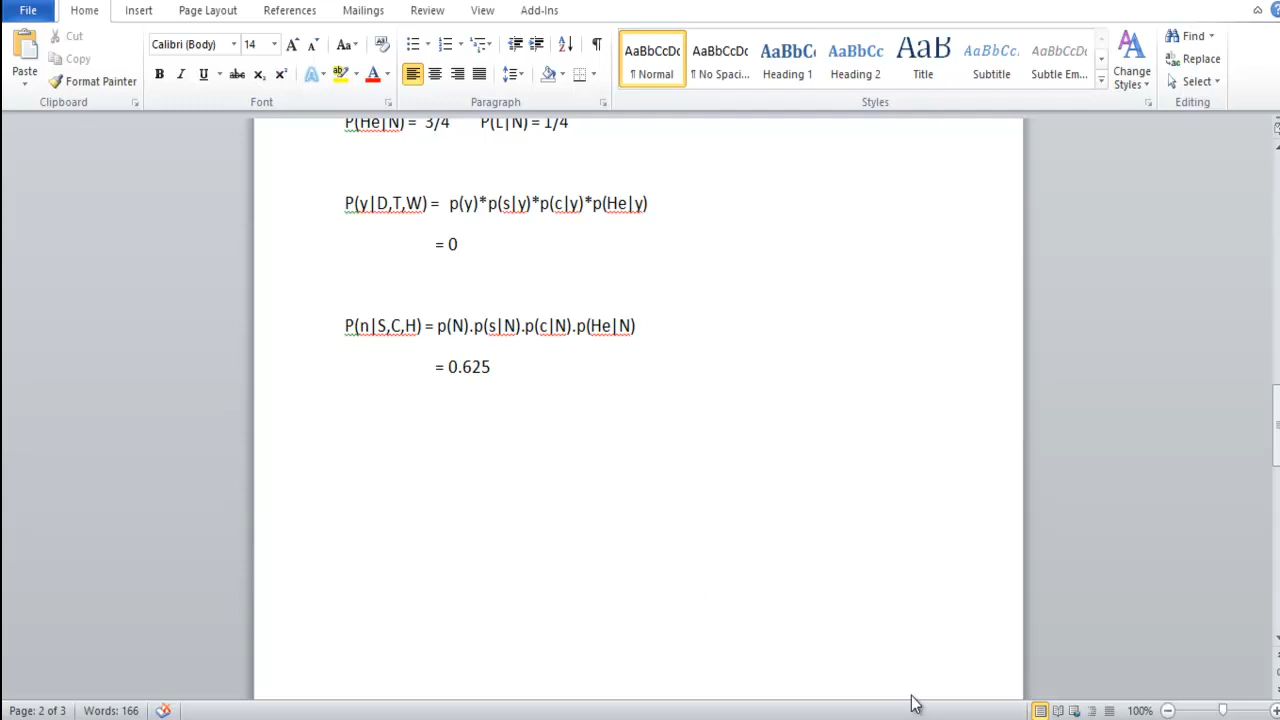 File Home Insert Page Layout References Mailings Review View Add-Ins
Cut
Copy
Format Painter
Paste
Clipboard
Calibri (Body) 14
Font
Paragraph
AaBbCcDc AaBbCcDc AaBbC AaBbCc AaB AaBbCc. AaBbCcDc
¶ Normal ¶ No Spaci... Heading 1 Heading 2 Title Subtitle Subtle Em...
Change Styles
Styles
Find
Replace
Select
Editing
P(He|N) = 3/4 P(L|N) = 1/4
P(y|D,T,W) = p(y)*p(s|y)*p(c|y)*p(He|y)
= 0
P(n|S,C,H) = p(N).p(s|N).p(c|N).p(He|N)
= 0.625
Page: 2 of 3 Words: 166 100%